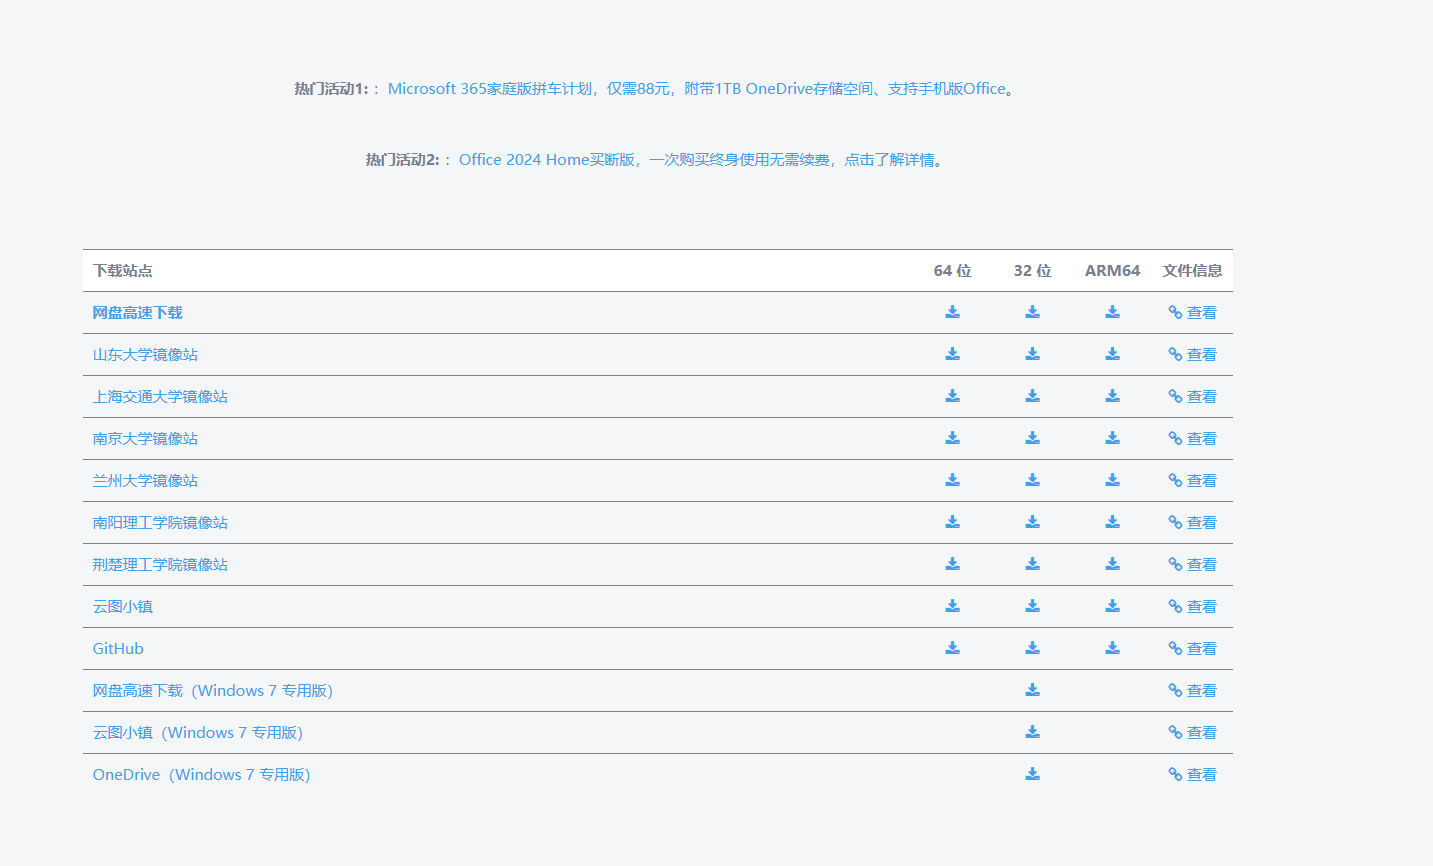 热门活动1:： Microsoft 365家庭版拼车计划，仅需88元，附带1TB OneDrive存储空间、支持手机版Office。
热门活动2:： Office 2024 Home买断版，一次购买终身使用无需续费，点击了解详情。
下载站点 64 位 32 位 ARM64 文件信息
网盘高速下载 查看
山东大学镜像站 查看
上海交通大学镜像站 查看
南京大学镜像站 查看
兰州大学镜像站 查看
南阳理工学院镜像站 查看
荆楚理工学院镜像站 查看
云图小镇 查看
GitHub 查看
网盘高速下载（Windows 7 专用版） 查看
云图小镇（Windows 7 专用版） 查看
OneDrive（Windows 7 专用版） 查看